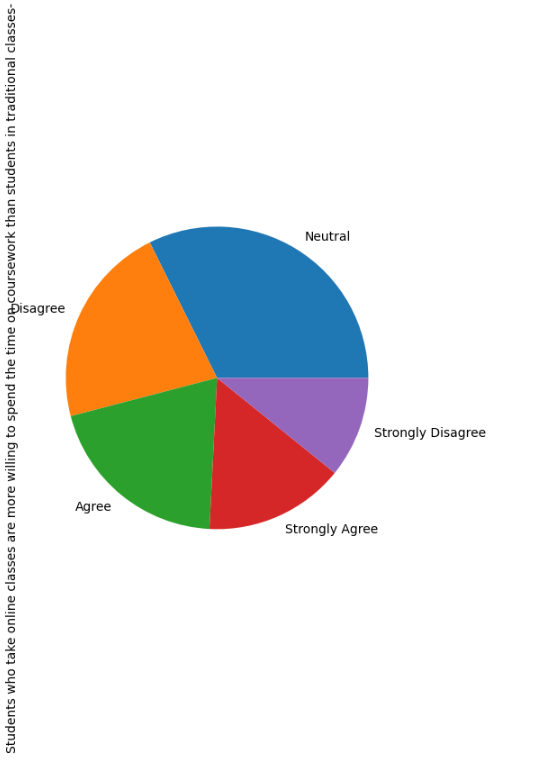 Students who take online classes are more willing to spend the time on coursework than students in traditional classes-
Neutral
Disagree
Agree
Strongly Agree
Strongly Disagree